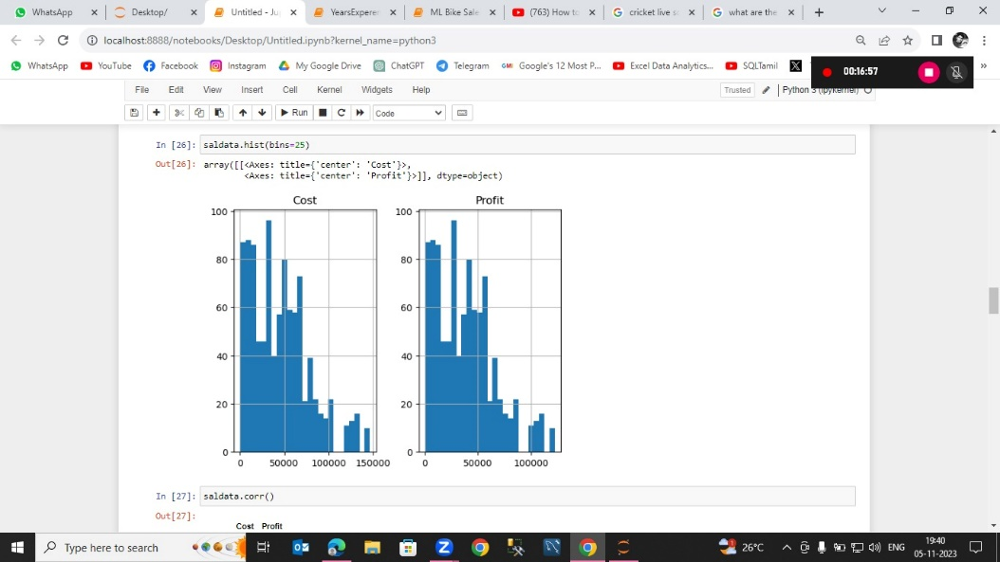 WhatsApp
Desktop/
Untitled - Ju
YearsExperer
ML Bike Sale
(763) How to
cricket live s
what are the
localhost:8888/notebooks/Desktop/Untitled.ipynb?kernel_name=python3
WhatsApp YouTube Facebook Instagram My Google Drive ChatGPT Telegram GMI Google's 12 Most P... Excel Data Analytics... SQLTamil X »
00:16:57
File Edit View Insert Cell Kernel Widgets Help Trusted Python 3 (ipykernel)
Run Code
In [26]: saldata.hist(bins=25)
Out[26]: array([[<Axes: title={'center': 'Cost'}>,
<Axes: title={'center': 'Profit'}>]], dtype=object)
Cost Profit
100 100
80 80
60 60
40 40
20 20
0 0
0 50000 100000 150000 0 50000 100000
In [27]: saldata.corr()
Out[27]:
Cost Profit
Type here to search
26°C
ENG
19:40
05-11-2023